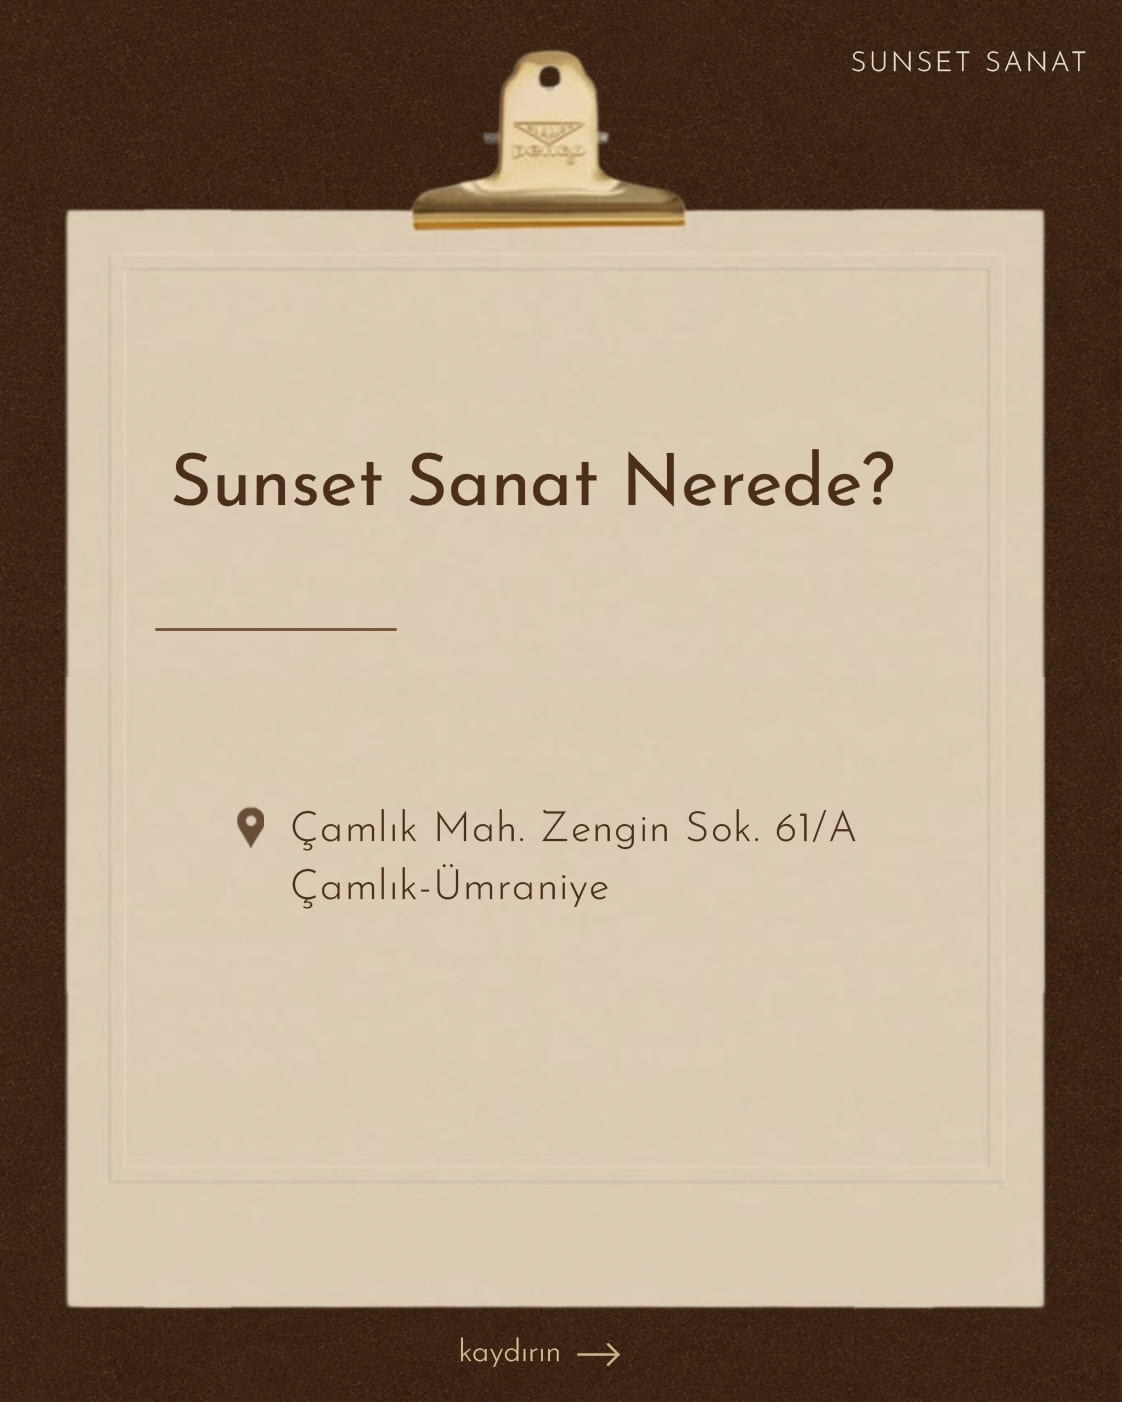 SUNSET SANAT
Sunset Sanat Nerede?
Çamlık Mah. Zengin Sok. 61/A
Çamlık-Ümraniye
kaydırın →